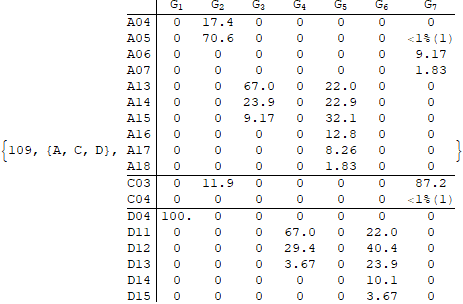 G₁ G₂ G₃ G₄ G₅ G₆ G₇
A04 0 17.4 0 0 0 0 0
A05 0 70.6 0 0 0 0 <1%(1)
A06 0 0 0 0 0 0 9.17
A07 0 0 0 0 0 0 1.83
A13 0 0 67.0 0 22.0 0 0
A14 0 0 23.9 0 22.9 0 0
A15 0 0 9.17 0 32.1 0 0
A16 0 0 0 0 12.8 0 0
{109, {A, C, D}, A17 0 0 0 0 8.26 0 0 }
A18 0 0 0 0 1.83 0 0
C03 0 11.9 0 0 0 0 87.2
C04 0 0 0 0 0 0 <1%(1)
D04 100. 0 0 0 0 0 0
D11 0 0 0 67.0 0 22.0 0
D12 0 0 0 29.4 0 40.4 0
D13 0 0 0 3.67 0 23.9 0
D14 0 0 0 0 0 10.1 0
D15 0 0 0 0 0 3.67 0